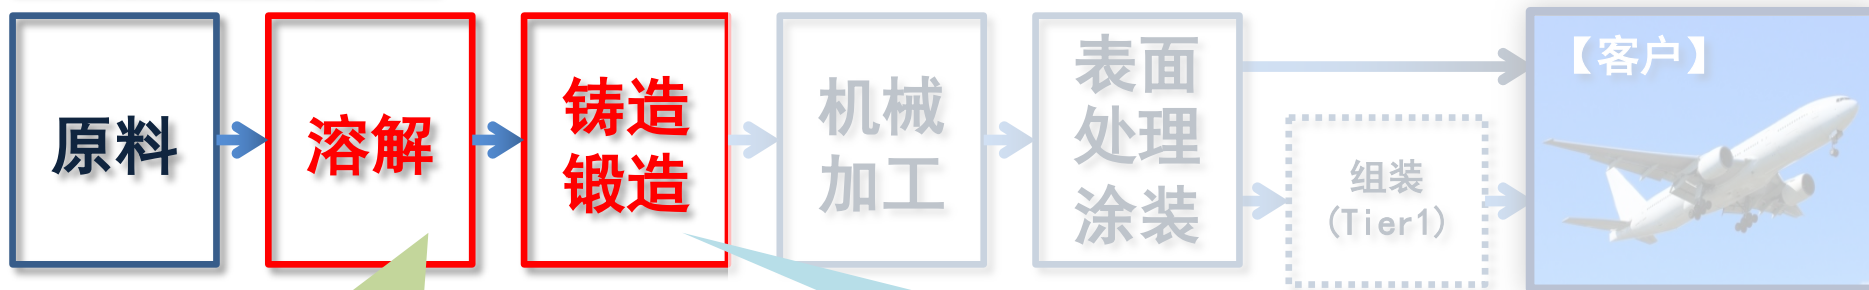 原料
溶解
铸造
锻造
机械
加工
表面
处理
涂装
组装
(Tier1)
【客户】